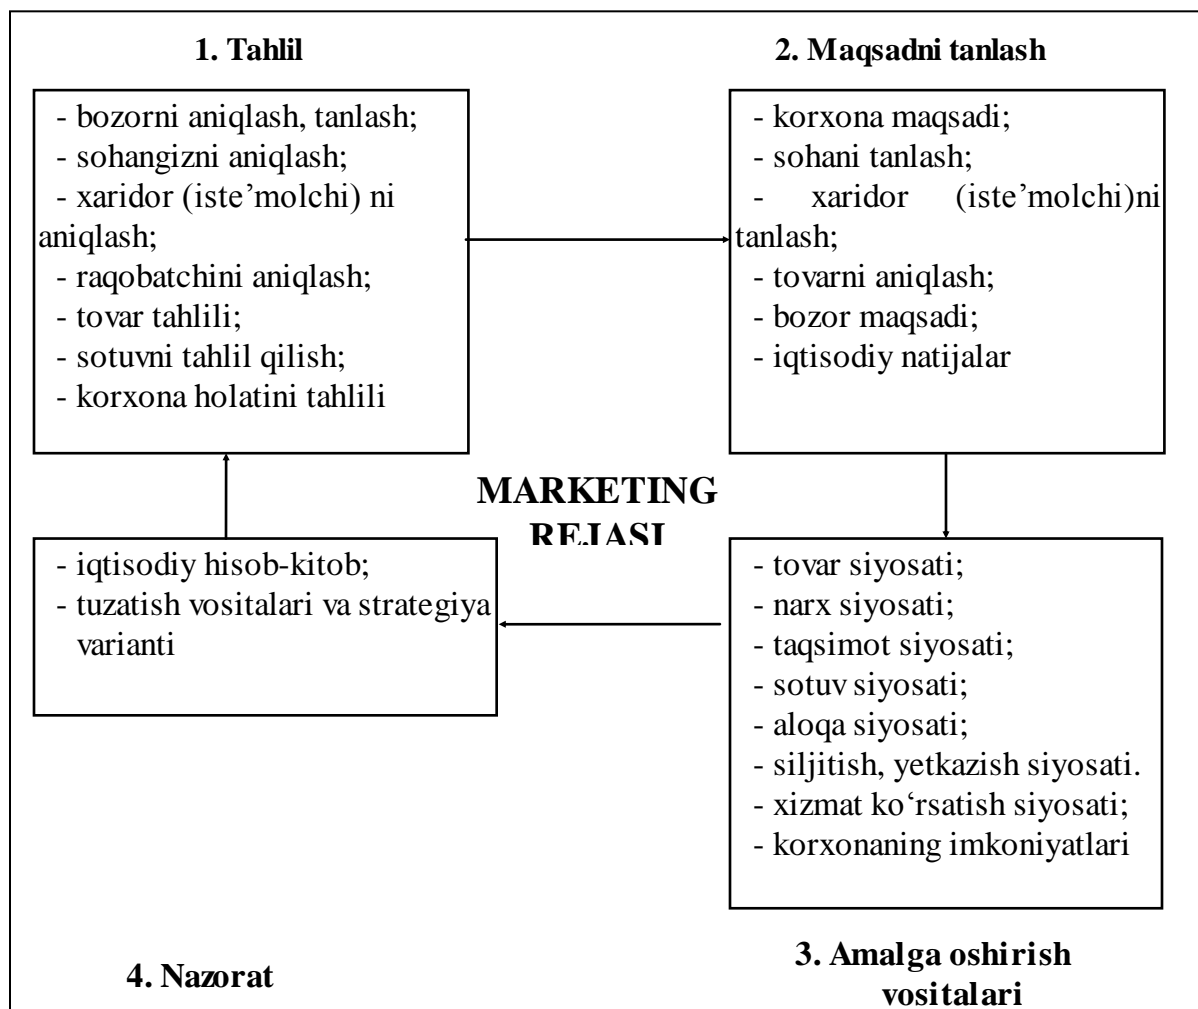 1. Tahlil
- bozorni aniqlash, tanlash;
- sohangizni aniqlash;
- xaridor (iste’molchi) ni
aniqlash;
- raqobatchini aniqlash;
- tovar tahlili;
- sotuvni tahlil qilish;
- korxona holatini tahlili
2. Maqsadni tanlash
- korxona maqsadi;
- sohani tanlash;
- xaridor (iste’molchi)ni
tanlash;
- tovarni aniqlash;
- bozor maqsadi;
- iqtisodiy natijalar
MARKETING
REJASI
- iqtisodiy hisob-kitob;
- tuzatish vositalari va strategiya
varianti
4. Nazorat
- tovar siyosati;
- narx siyosati;
- taqsimot siyosati;
- sotuv siyosati;
- aloqa siyosati;
- siljitish, yetkazish siyosati.
- xizmat ko‘rsatish siyosati;
- korxonaning imkoniyatlari
3. Amalga oshirish
vositalari